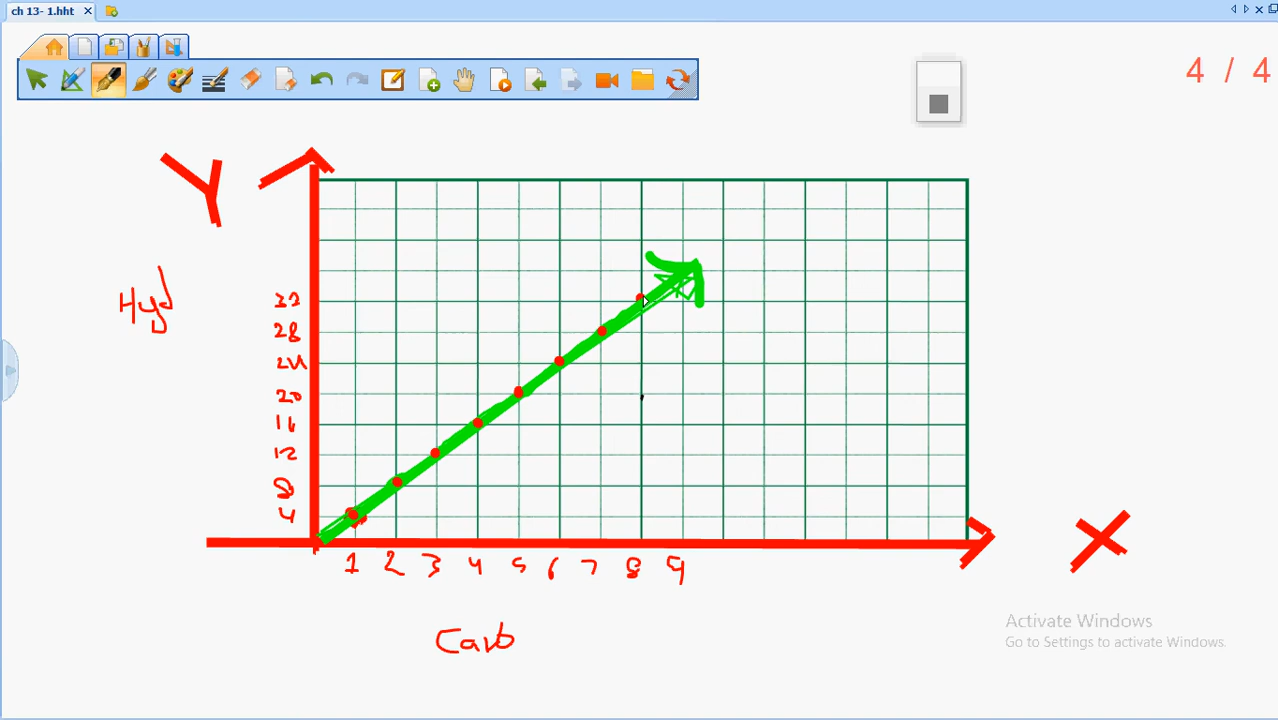 ch 13- 1.hht
4 / 4
Y
Hyd
32
28
24
20
16
12
8
4
1 2 3 4 5 6 7 8 9
X
Carb
Activate Windows
Go to Settings to activate Windows.